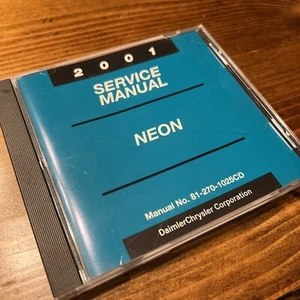 2001
SERVICE
MANUAL
NEON
Manual No. 81-270-1025CD
DaimlerChrysler Corporation